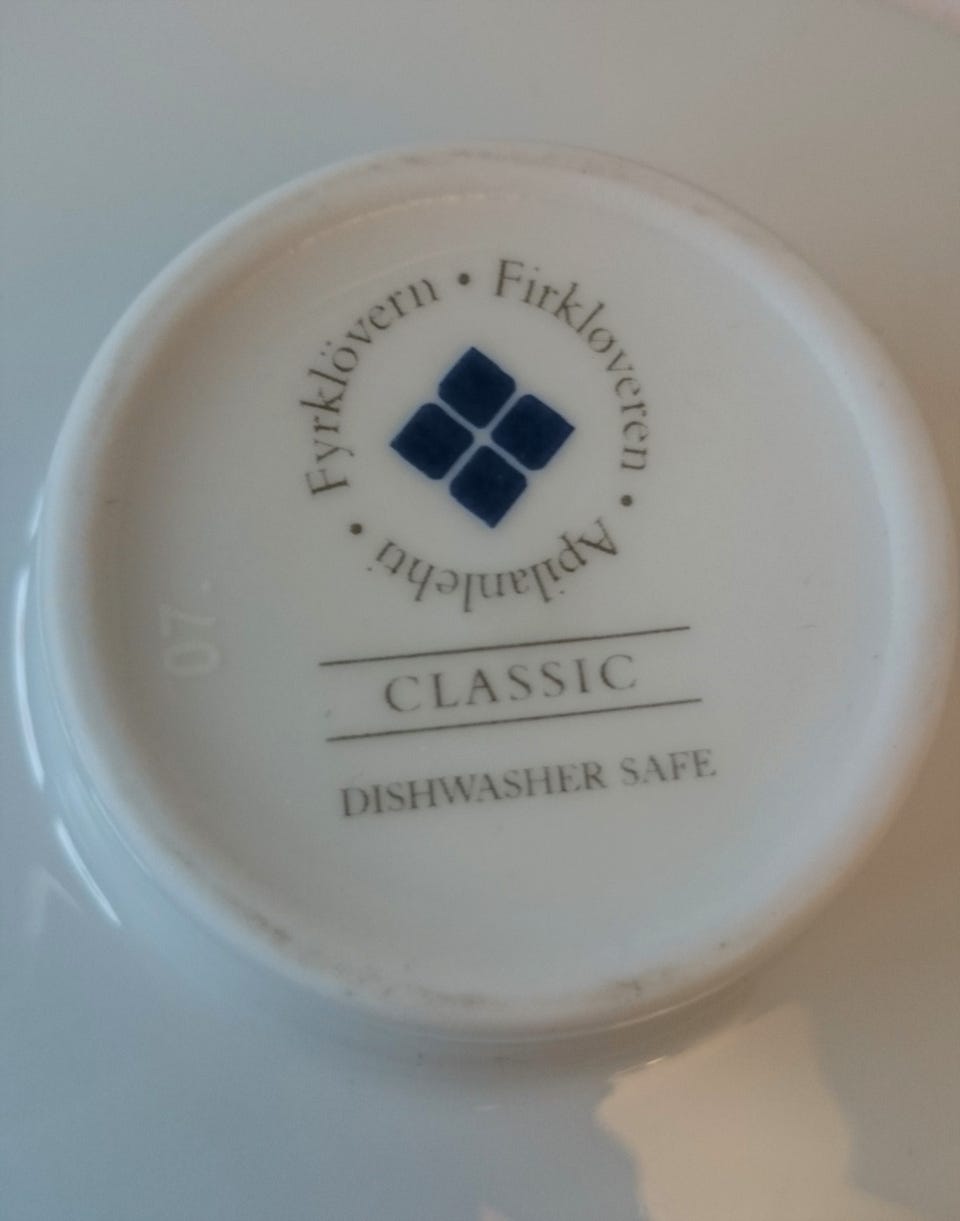 Fyrklövern • Firkløveren • Apilanlehti •
CLASSIC
DISHWASHER SAFE
07